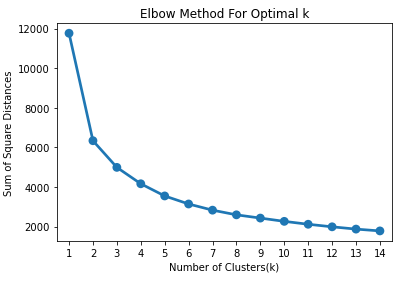 Elbow Method For Optimal k
12000
10000
8000
6000
4000
2000
Sum of Square Distances
1 2 3 4 5 6 7 8 9 10 11 12 13 14
Number of Clusters(k)